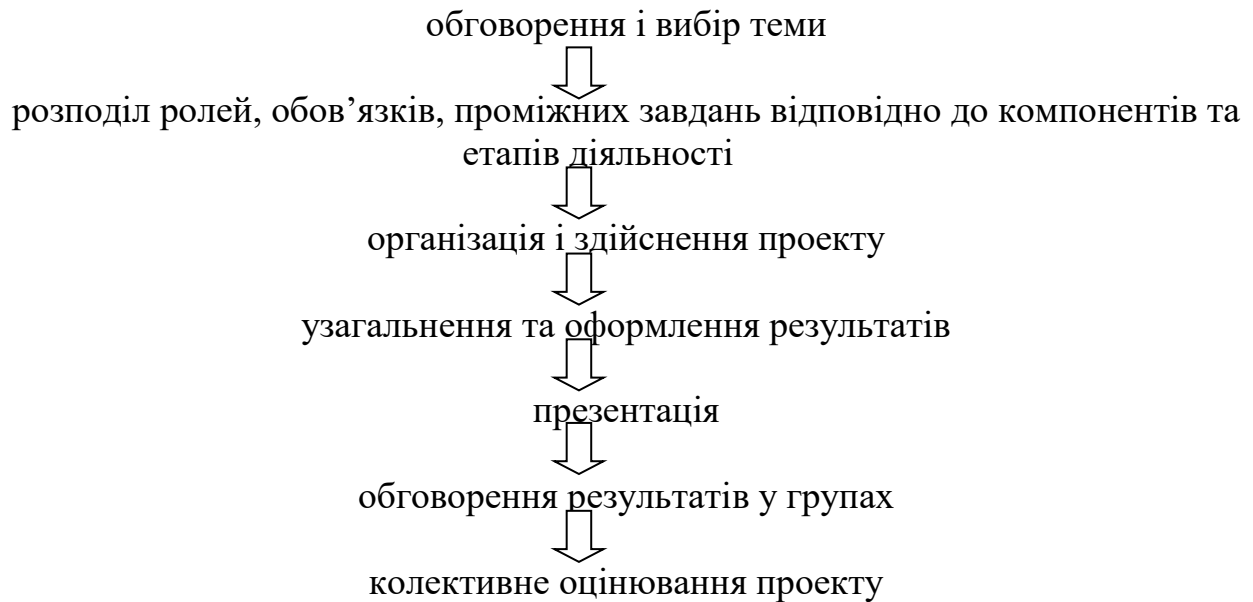 обговорення і вибір теми
розподіл ролей, обов’язків, проміжних завдань відповідно до компонентів та
етапів діяльності
організація і здійснення проекту
узагальнення та оформлення результатів
презентація
обговорення результатів у групах
колективне оцінювання проекту